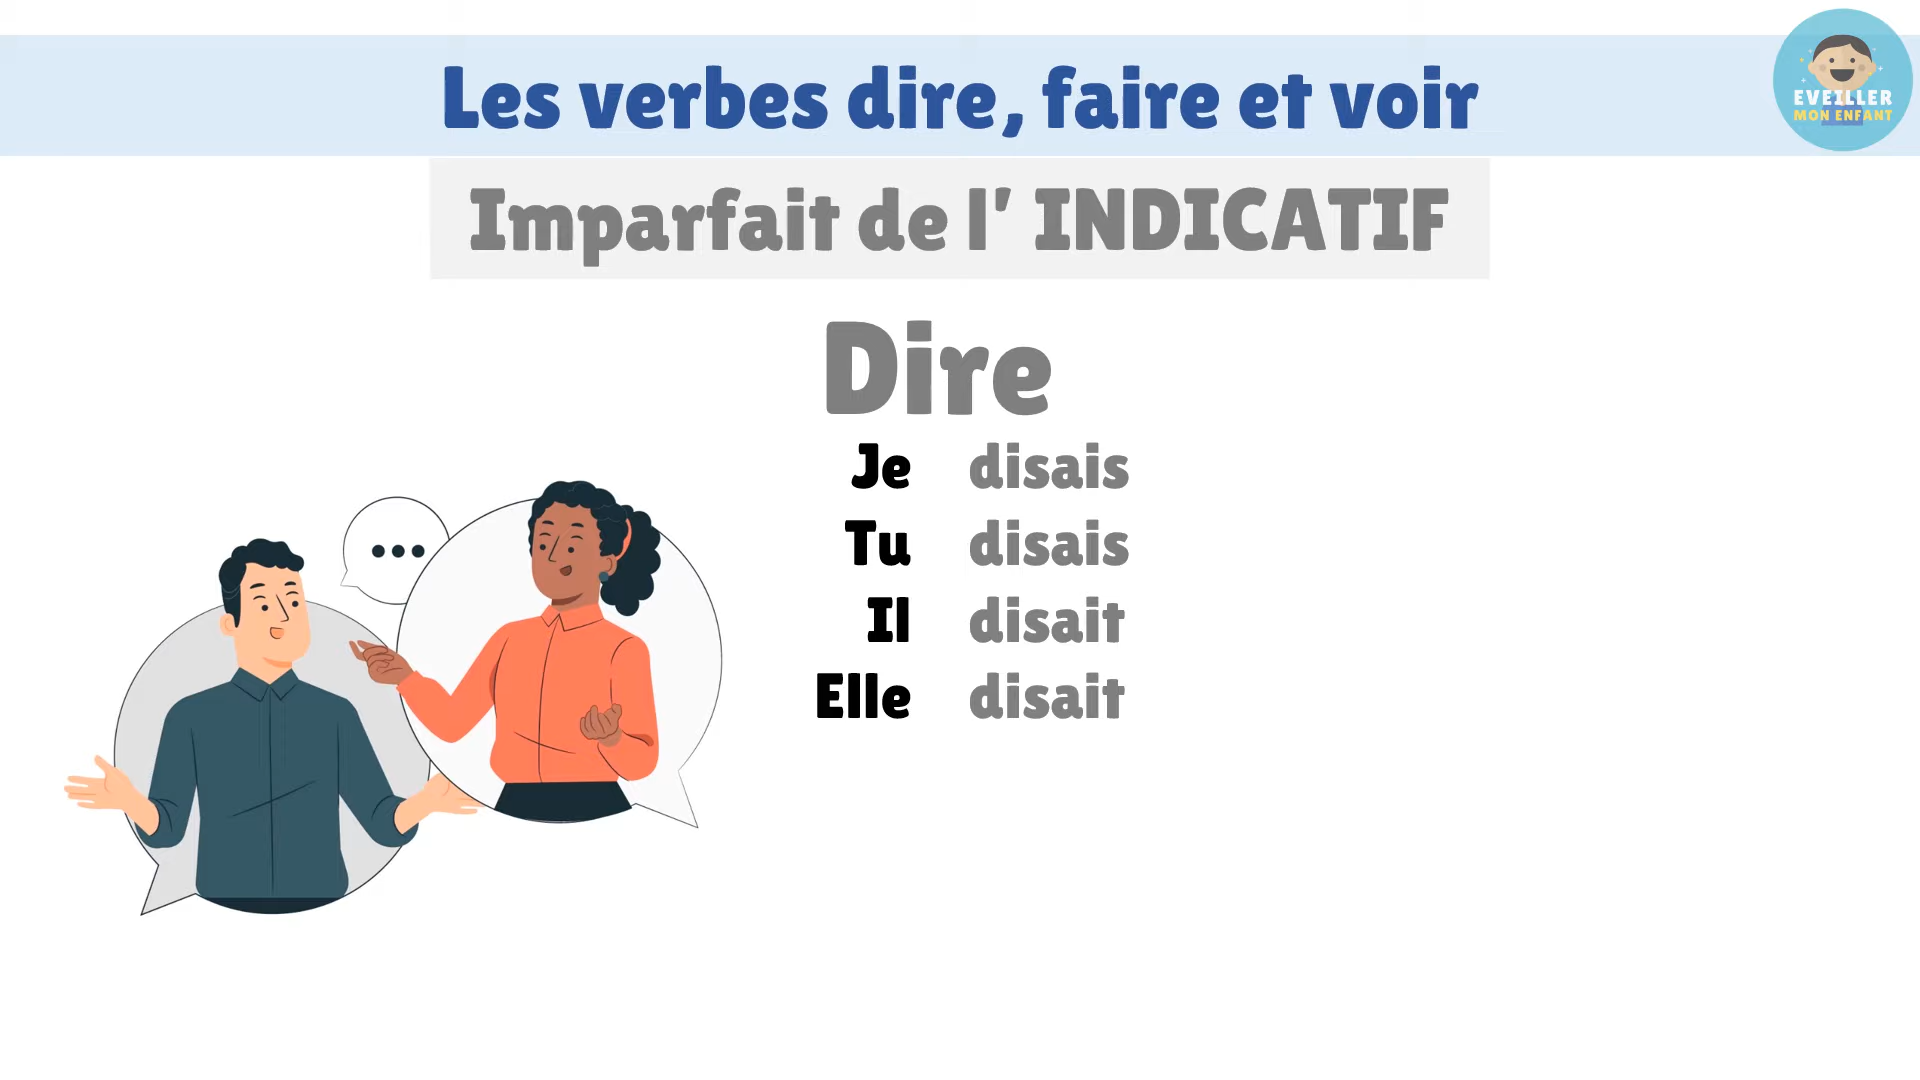 Les verbes dire, faire et voir
EVEILLER
MON ENFANT
Imparfait de l' INDICATIF
Dire
Je disais
Tu disais
Il disait
Elle disait